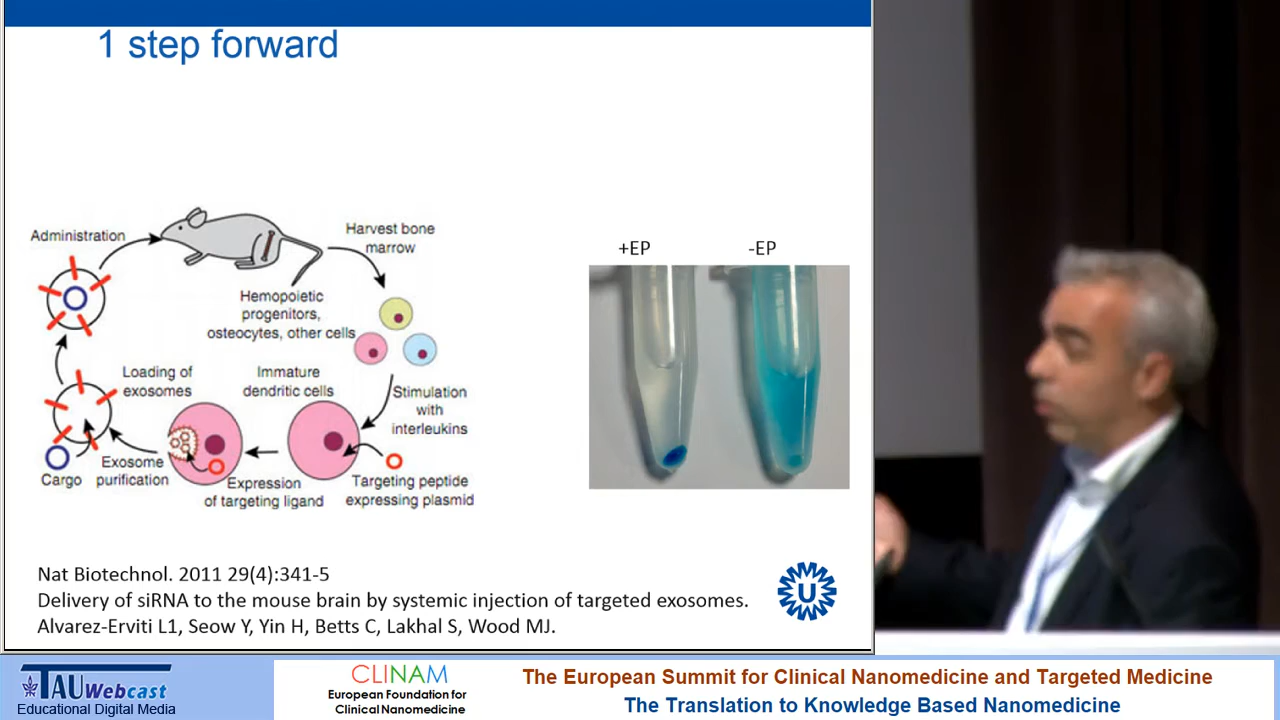 1 step forward
Administration
Harvest bone
marrow
Hemopoietic
progenitors,
osteocytes, other cells
Loading of
exosomes
Immature
dendritic cells
Stimulation
with
interleukins
Cargo
Exosome
purification
Expression
of targeting ligand
Targeting peptide
expressing plasmid
+EP
-EP
Nat Biotechnol. 2011 29(4):341-5
Delivery of siRNA to the mouse brain by systemic injection of targeted exosomes.
Alvarez-Erviti L1, Seow Y, Yin H, Betts C, Lakhal S, Wood MJ.
U
TAU Webcast
Educational Digital Media
CLINAM
European Foundation for
Clinical Nanomedicine
The European Summit for Clinical Nanomedicine and Targeted Medicine
The Translation to Knowledge Based Nanomedicine